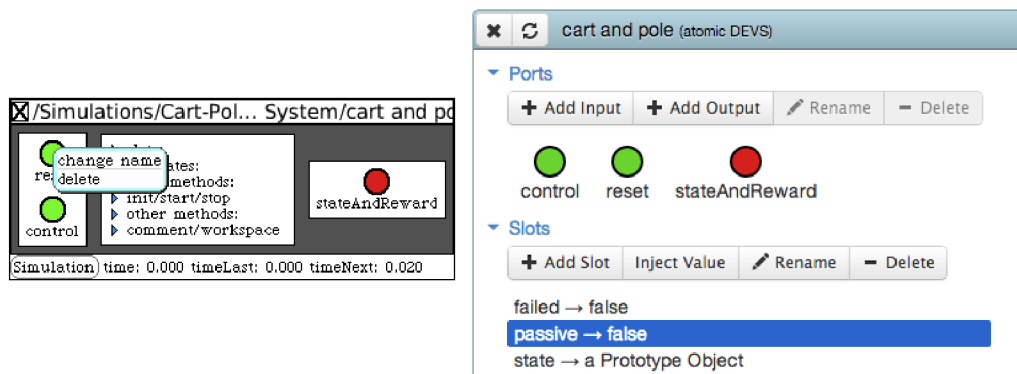 /Simulations/Cart-Pol... System/cart and po
change name
delete
ates:
methods:
init/start/stop
other methods:
comment/workspace
control
stateAndReward
Simulation time: 0.000 timeLast: 0.000 timeNext: 0.020
cart and pole (atomic DEVS)
Ports
Add Input Add Output Rename Delete
control reset stateAndReward
Slots
Add Slot Inject Value Rename Delete
failed → false
passive → false
state → a Prototype Object